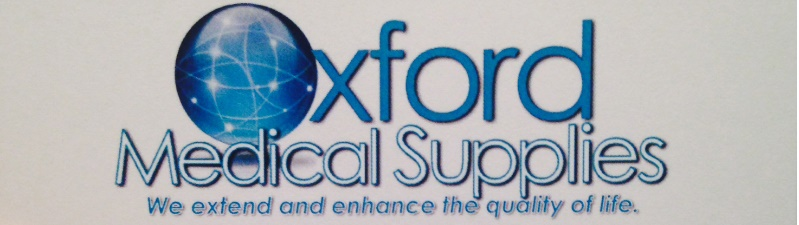 Oxford
Medical Supplies
We extend and enhance the quality of life.